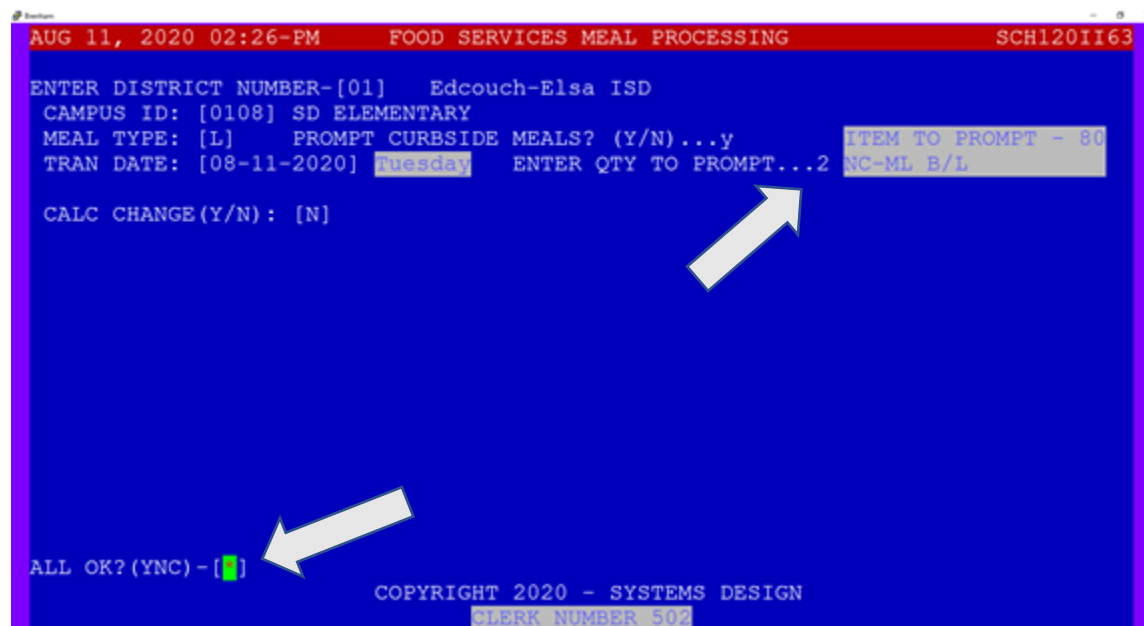 AUG 11, 2020 02:26-PM FOOD SERVICES MEAL PROCESSING SCH120II63
ENTER DISTRICT NUMBER-[01] Edcouch-Elsa ISD
CAMPUS ID: [0108] SD ELEMENTARY
MEAL TYPE: [L] PROMPT CURBSIDE MEALS? (Y/N)...y ITEM TO PROMPT - 80
TRAN DATE: [08-11-2020] Tuesday ENTER QTY TO PROMPT...2 NC-ML B/L
CALC CHANGE(Y/N): [N]
ALL OK?(YNC)-[*]
COPYRIGHT 2020 - SYSTEMS DESIGN
CLERK NUMBER 502